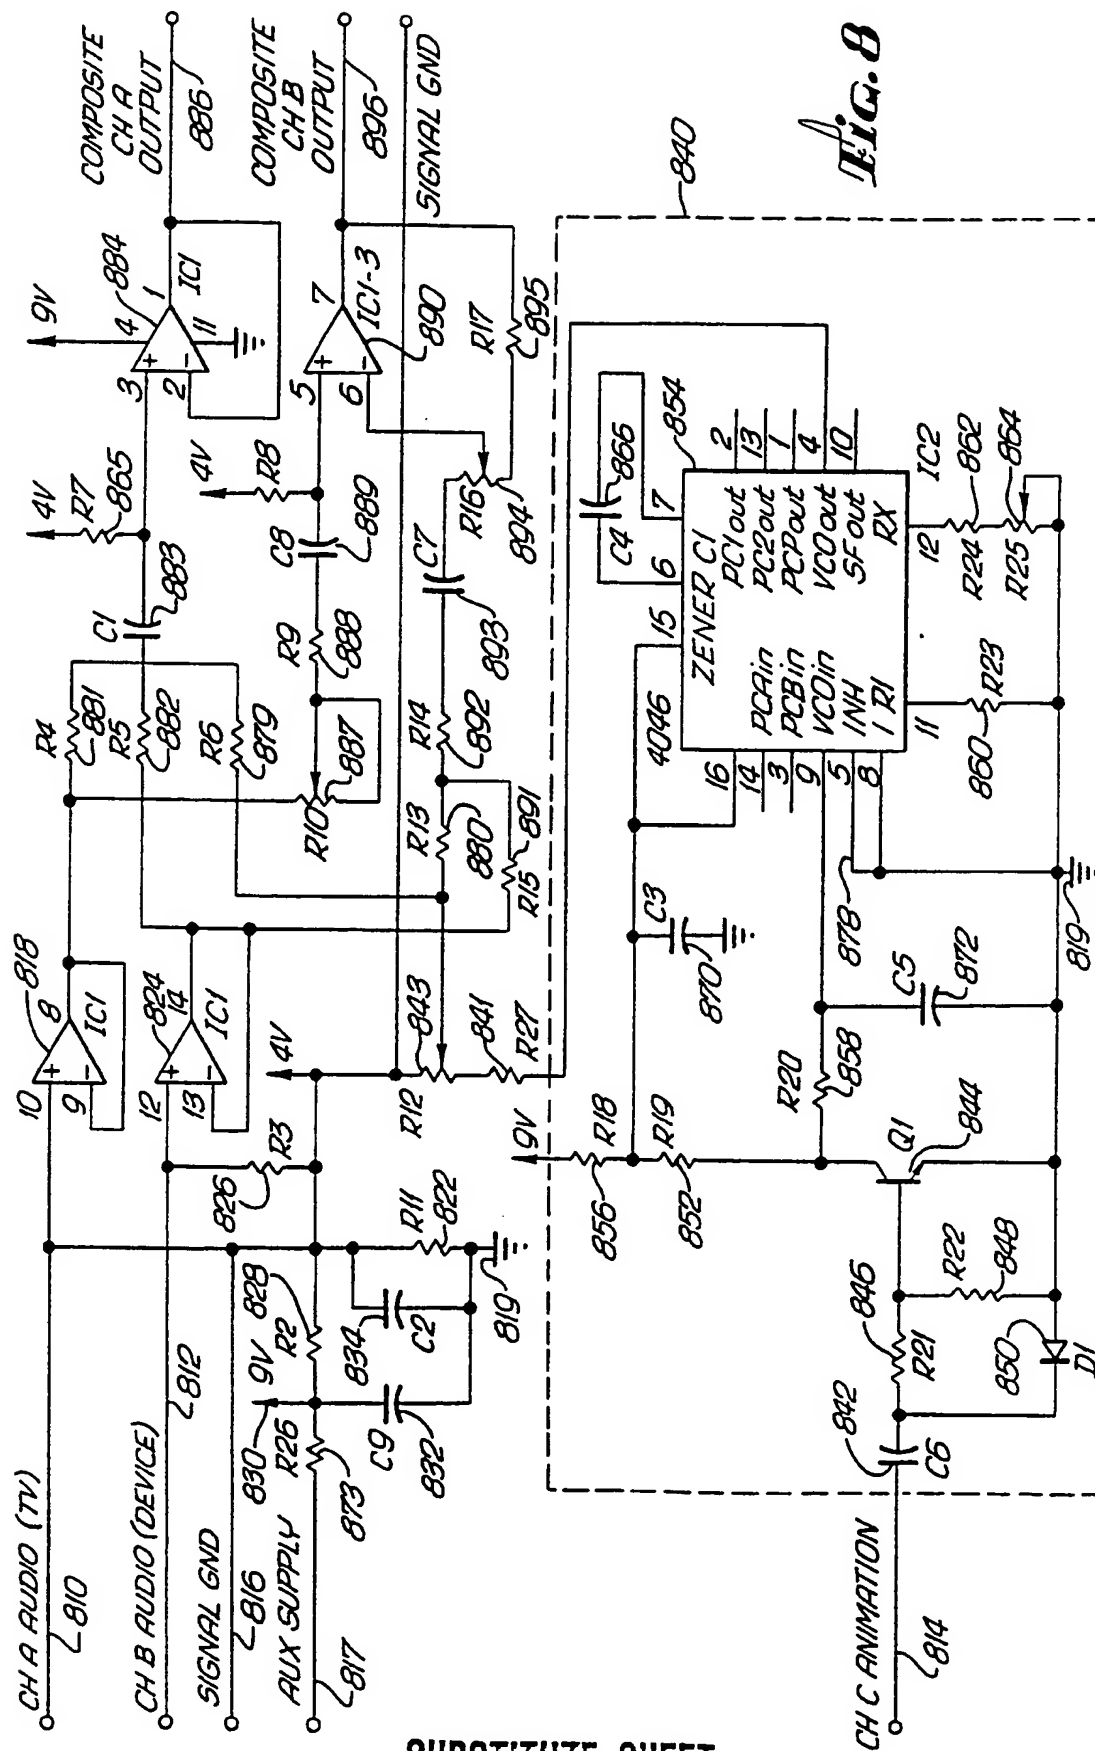 CH A AUDIO (TV)
810
CH B AUDIO (DEVICE)
812
SIGNAL GND
816
AUX SUPPLY
817
830
9V
R26
873
R2
828
C9
832
834
C2
R11
822
819
826
R3
10
9
+
-
8
818
IC1
12
13
+
-
824
14
IC1
4V
R12
843
841
R27
R4
881
R5
882
R6
879
C1
883
R7
865
4V
3
2
+
-
4
9V
884
1
11
IC1
COMPOSITE
CH A
OUTPUT
886
R10
887
R9
888
C8
889
4V
R8
5
6
+
-
7
IC1-3
890
COMPOSITE
CH B
OUTPUT
896
R13
880
R15
891
R14
892
C7
893
R16
894
R17
895
SIGNAL GND
840
CH C ANIMATION
814
842
C6
846
R21
R22
848
850
D1
Q1
844
9V
R18
856
R19
852
R20
858
C5
872
C3
870
878
819
4046
16
14
3
9
5
8
15
6
7
C4
866
854
ZENER C1
PCAin
PCBin
VCOin
INH
I R1
PC1out
PC2out
PCPout
VCOout
SFout
RX
2
13
1
4
10
IC2
11
860
R23
12
R24
862
R25
864
Fig. 8
SUBSTITUTE SHEET